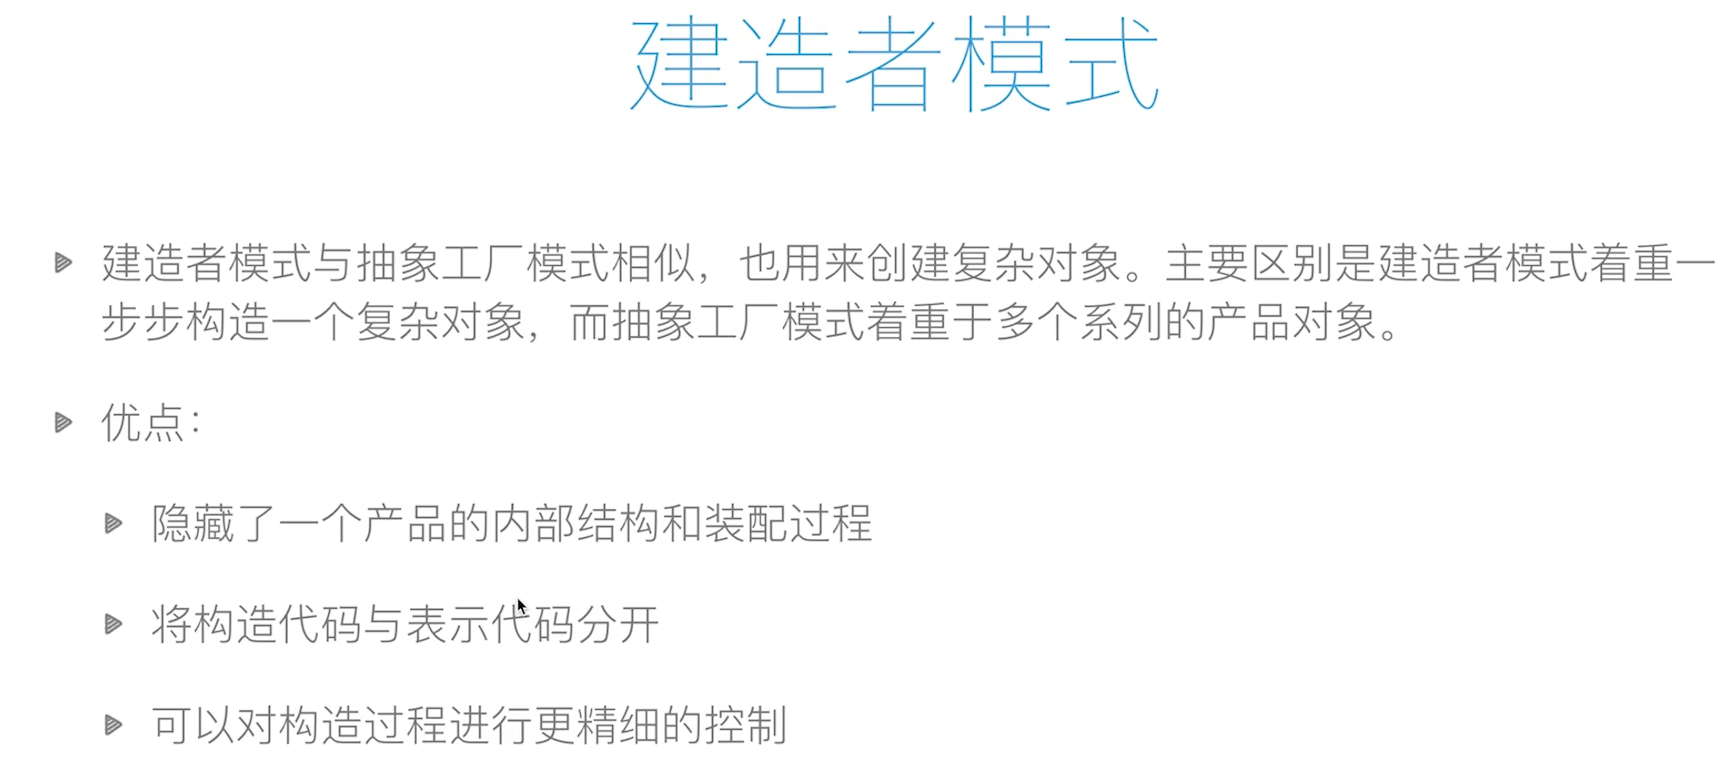 建造者模式
建造者模式与抽象工厂模式相似，也用来创建复杂对象。主要区别是建造者模式着重一
步步构造一个复杂对象，而抽象工厂模式着重于多个系列的产品对象。
优点：
隐藏了一个产品的内部结构和装配过程
将构造代码与表示代码分开
可以对构造过程进行更精细的控制